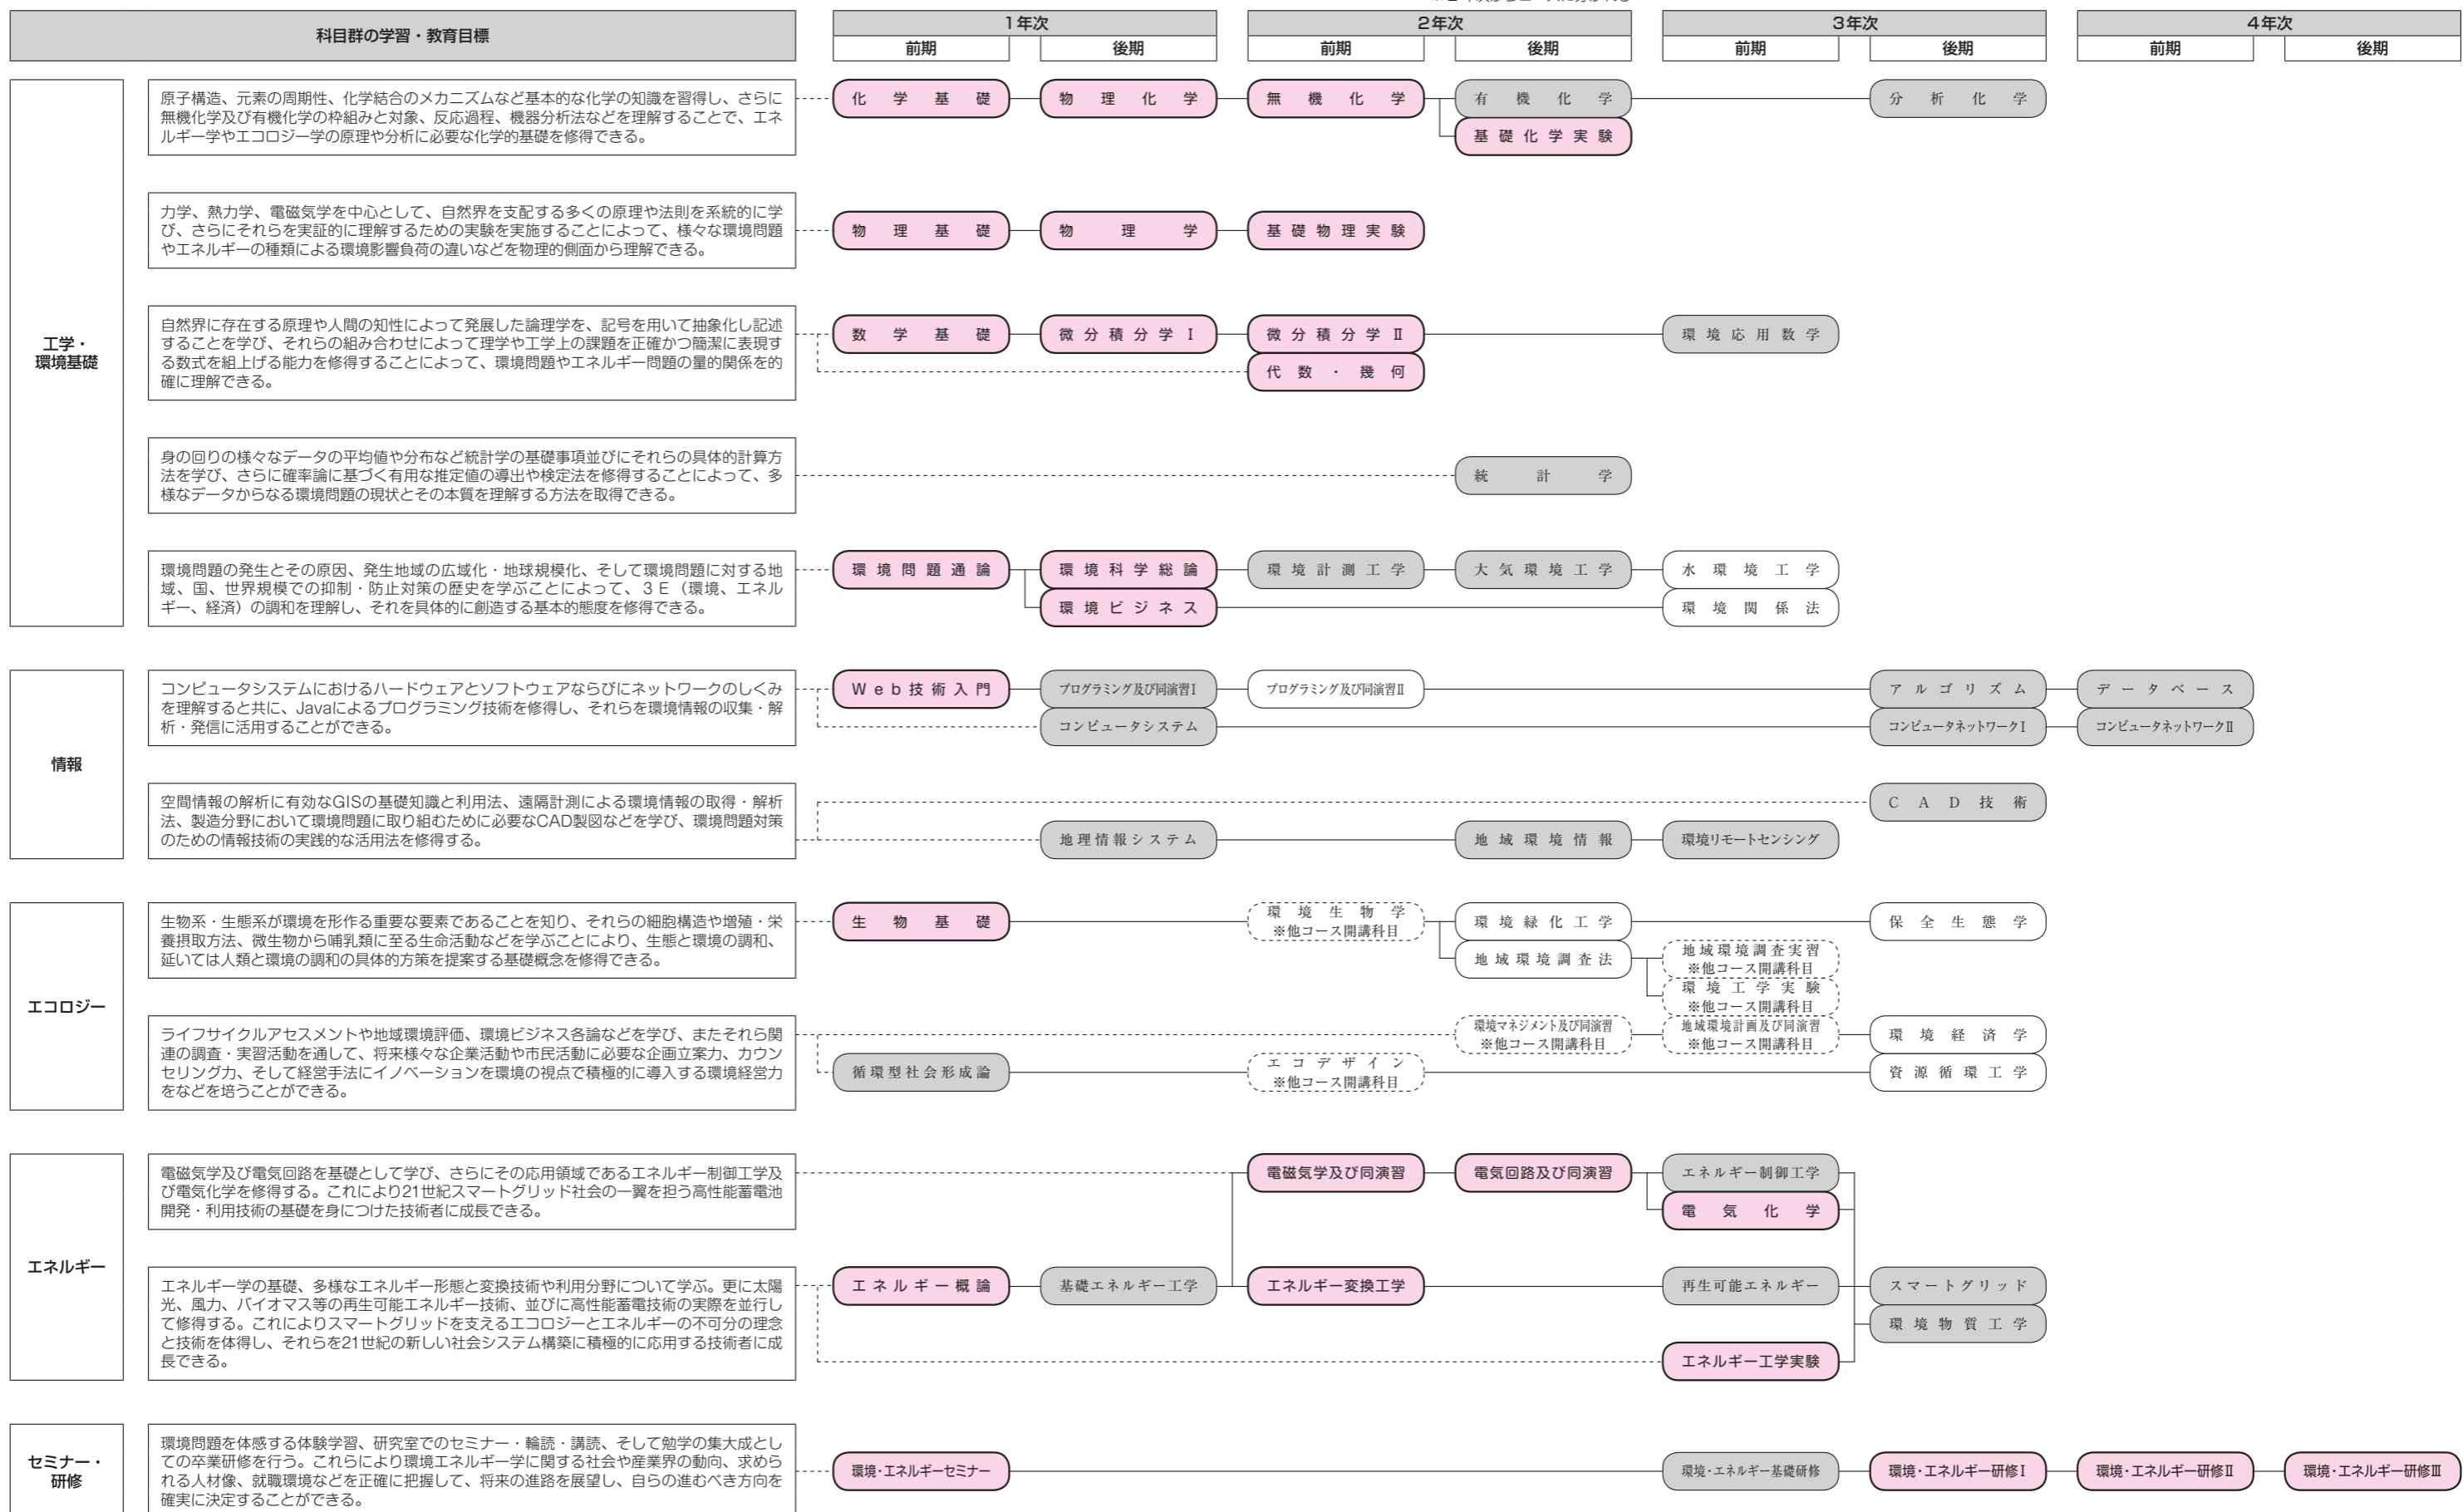 科目群の学習・教育目標
1年次
2年次
3年次
4年次
前期
後期
前期
後期
前期
後期
前期
後期
工学・
環境基礎
原子構造、元素の周期性、化学結合のメカニズムなど基本的な化学の知識を習得し、さらに
無機化学及び有機化学の枠組みと対象、反応過程、機器分析法などを理解することで、エネ
ルギー学やエコロジー学の原理や分析に必要な化学的基礎を修得できる。
化学基礎
物理化学
無機化学
有機化学
分析化学
基礎化学実験
力学、熱力学、電磁気学を中心として、自然界を支配する多くの原理や法則を系統的に学
び、さらにそれらを実証的に理解するための実験を実施することによって、様々な環境問題
やエネルギーの種類による環境影響負荷の違いなどを物理的側面から理解できる。
物理基礎
物理学
基礎物理実験
自然界に存在する原理や人間の知性によって発展した論理学を、記号を用いて抽象化し記述
することを学び、それらの組み合わせによって理学や工学上の課題を正確かつ簡潔に表現す
る数式を組上げる能力を修得することによって、環境問題やエネルギー問題の量的関係を的
確に理解できる。
数学基礎
微分積分学Ⅰ
微分積分学Ⅱ
環境応用数学
代数・幾何
身の回りの様々なデータの平均値や分布など統計学の基礎事項並びにそれらの具体的計算方
法を学び、さらに確率論に基づく有用な推定値の導出や検定法を修得することによって、多
様なデータからなる環境問題の現状とその本質を理解する方法を取得できる。
統計学
環境問題の発生とその原因、発生地域の広域化・地球規模化、そして環境問題に対する地
域、国、世界規模での抑制・防止対策の歴史を学ぶことによって、３Ｅ（環境、エネル
ギー、経済）の調和を理解し、それを具体的に創造する基本的態度を修得できる。
環境問題通論
環境科学総論
環境計測工学
大気環境工学
水環境工学
環境ビジネス
環境関係法
情報
コンピュータシステムにおけるハードウェアとソフトウェアならびにネットワークのしくみ
を理解すると共に、Javaによるプログラミング技術を修得し、それらを環境情報の収集・解
析・発信に活用することができる。
Web技術入門
プログラミング及び同演習Ⅰ
プログラミング及び同演習Ⅱ
アルゴリズム
データベース
コンピュータシステム
コンピュータネットワークⅠ
コンピュータネットワークⅡ
空間情報の解析に有効なGISの基礎知識と利用法、遠隔計測による環境情報の取得・解析
法、製造分野において環境問題に取り組むために必要なCAD製図などを学び、環境問題対策
のための情報技術の実践的な活用法を修得する。
CAD技術
地理情報システム
地域環境情報
環境リモートセンシング
エコロジー
生物系・生態系が環境を形作る重要な要素であることを知り、それらの細胞構造や増殖・栄
養摂取方法、微生物から哺乳類に至る生命活動などを学ぶことにより、生態と環境の調和、
延いては人類と環境の調和の具体的方策を提案する基礎概念を修得できる。
生物基礎
環境生物学
※他コース開講科目
環境緑化工学
保全生態学
地域環境調査法
地域環境調査実習
※他コース開講科目
環境工学実験
※他コース開講科目
ライフサイクルアセスメントや地域環境評価、環境ビジネス各論などを学び、またそれら関
連の調査・実習活動を通して、将来様々な企業活動や市民活動に必要な企画立案力、カウン
セリング力、そして経営手法にイノベーションを環境の視点で積極的に導入する環境経営力
をなどを培うことができる。
環境マネジメント及び同演習
※他コース開講科目
地域環境計画及び同演習
※他コース開講科目
環境経済学
循環型社会形成論
エコデザイン
※他コース開講科目
資源循環工学
エネルギー
電磁気学及び電気回路を基礎として学び、さらにその応用領域であるエネルギー制御工学及
び電気化学を修得する。これにより21世紀スマートグリッド社会の一翼を担う高性能蓄電池
開発・利用技術の基礎を身につけた技術者に成長できる。
電磁気学及び同演習
電気回路及び同演習
エネルギー制御工学
電気化学
エネルギー学の基礎、多様なエネルギー形態と変換技術や利用分野について学ぶ。更に太陽
光、風力、バイオマス等の再生可能エネルギー技術、並びに高性能蓄電技術の実際を並行し
て修得する。これによりスマートグリッドを支えるエコロジーとエネルギーの不可分の理念
と技術を体得し、それらを21世紀の新しい社会システム構築に積極的に応用する技術者に成
長できる。
エネルギー概論
基礎エネルギー工学
エネルギー変換工学
再生可能エネルギー
スマートグリッド
環境物質工学
エネルギー工学実験
セミナー・
研修
環境問題を体感する体験学習、研究室でのセミナー・輪読・講読、そして勉学の集大成とし
ての卒業研修を行う。これらにより環境エネルギー学に関する社会や産業界の動向、求めら
れる人材像、就職環境などを正確に把握して、将来の進路を展望し、自らの進むべき方向を
確実に決定することができる。
環境・エネルギーセミナー
環境・エネルギー基礎研修
環境・エネルギー研修Ⅰ
環境・エネルギー研修Ⅱ
環境・エネルギー研修Ⅲ